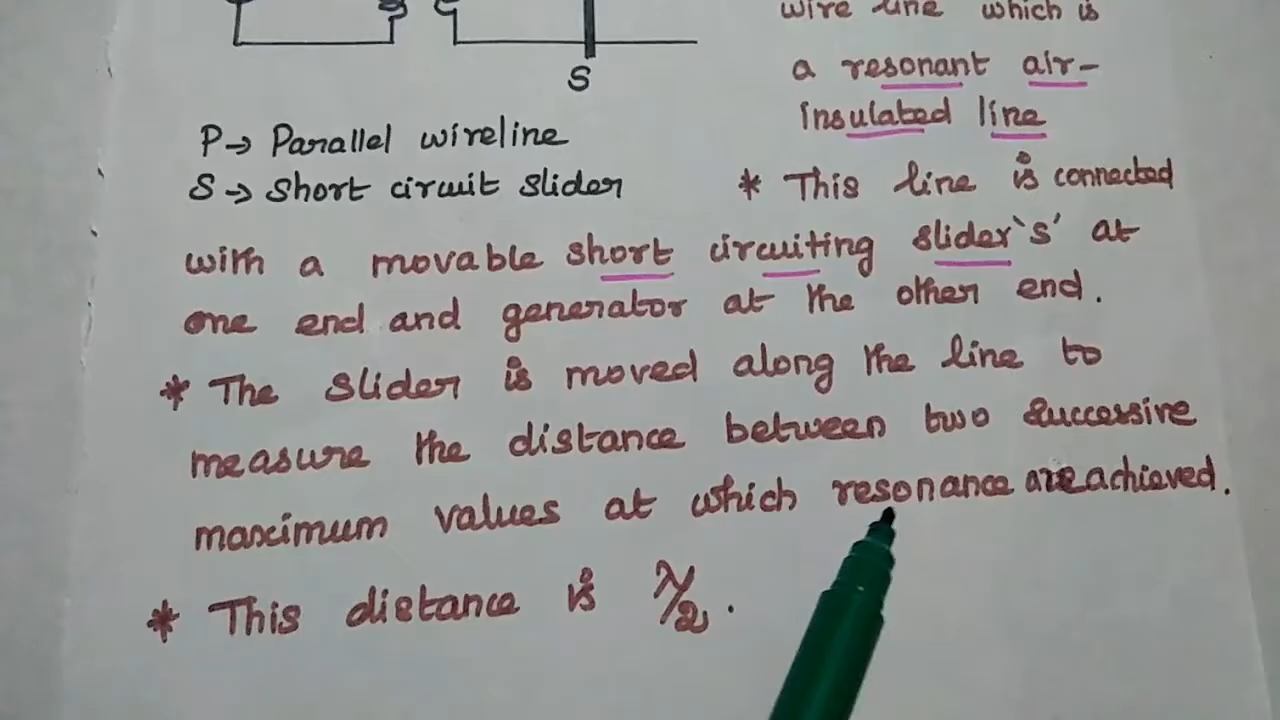 wire line which is
a resonant air-
insulated line
S
P→ Parallel wireline
S → Short circuit slider
* This line is connected
with a movable short circuiting slider 's' at
one end and generator at the other end.
* The slider is moved along the line to
measure the distance between two successive
maximum values at which resonance are achieved.
* This distance is λ/2.